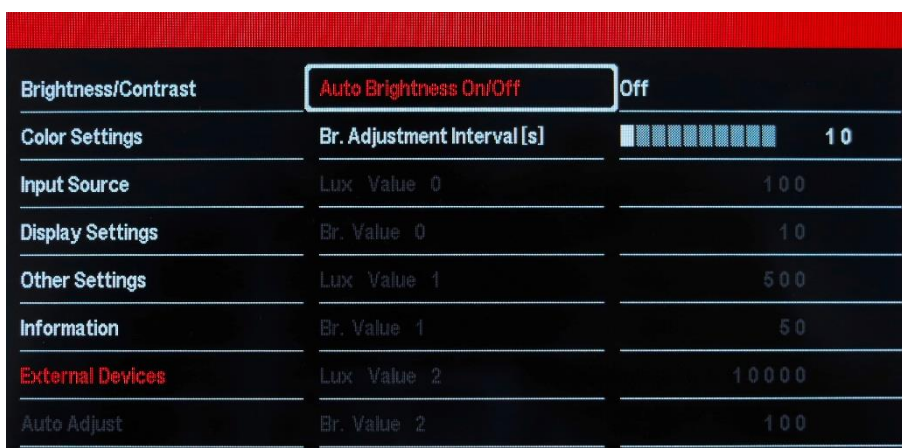 Brightness/Contrast Auto Brightness On/Off Off
Color Settings Br. Adjustment Interval [s] 10
Input Source Lux Value 0 100
Display Settings Br. Value 0 10
Other Settings Lux Value 1 500
Information Br. Value 1 50
External Devices Lux Value 2 10000
Auto Adjust Br. Value 2 100